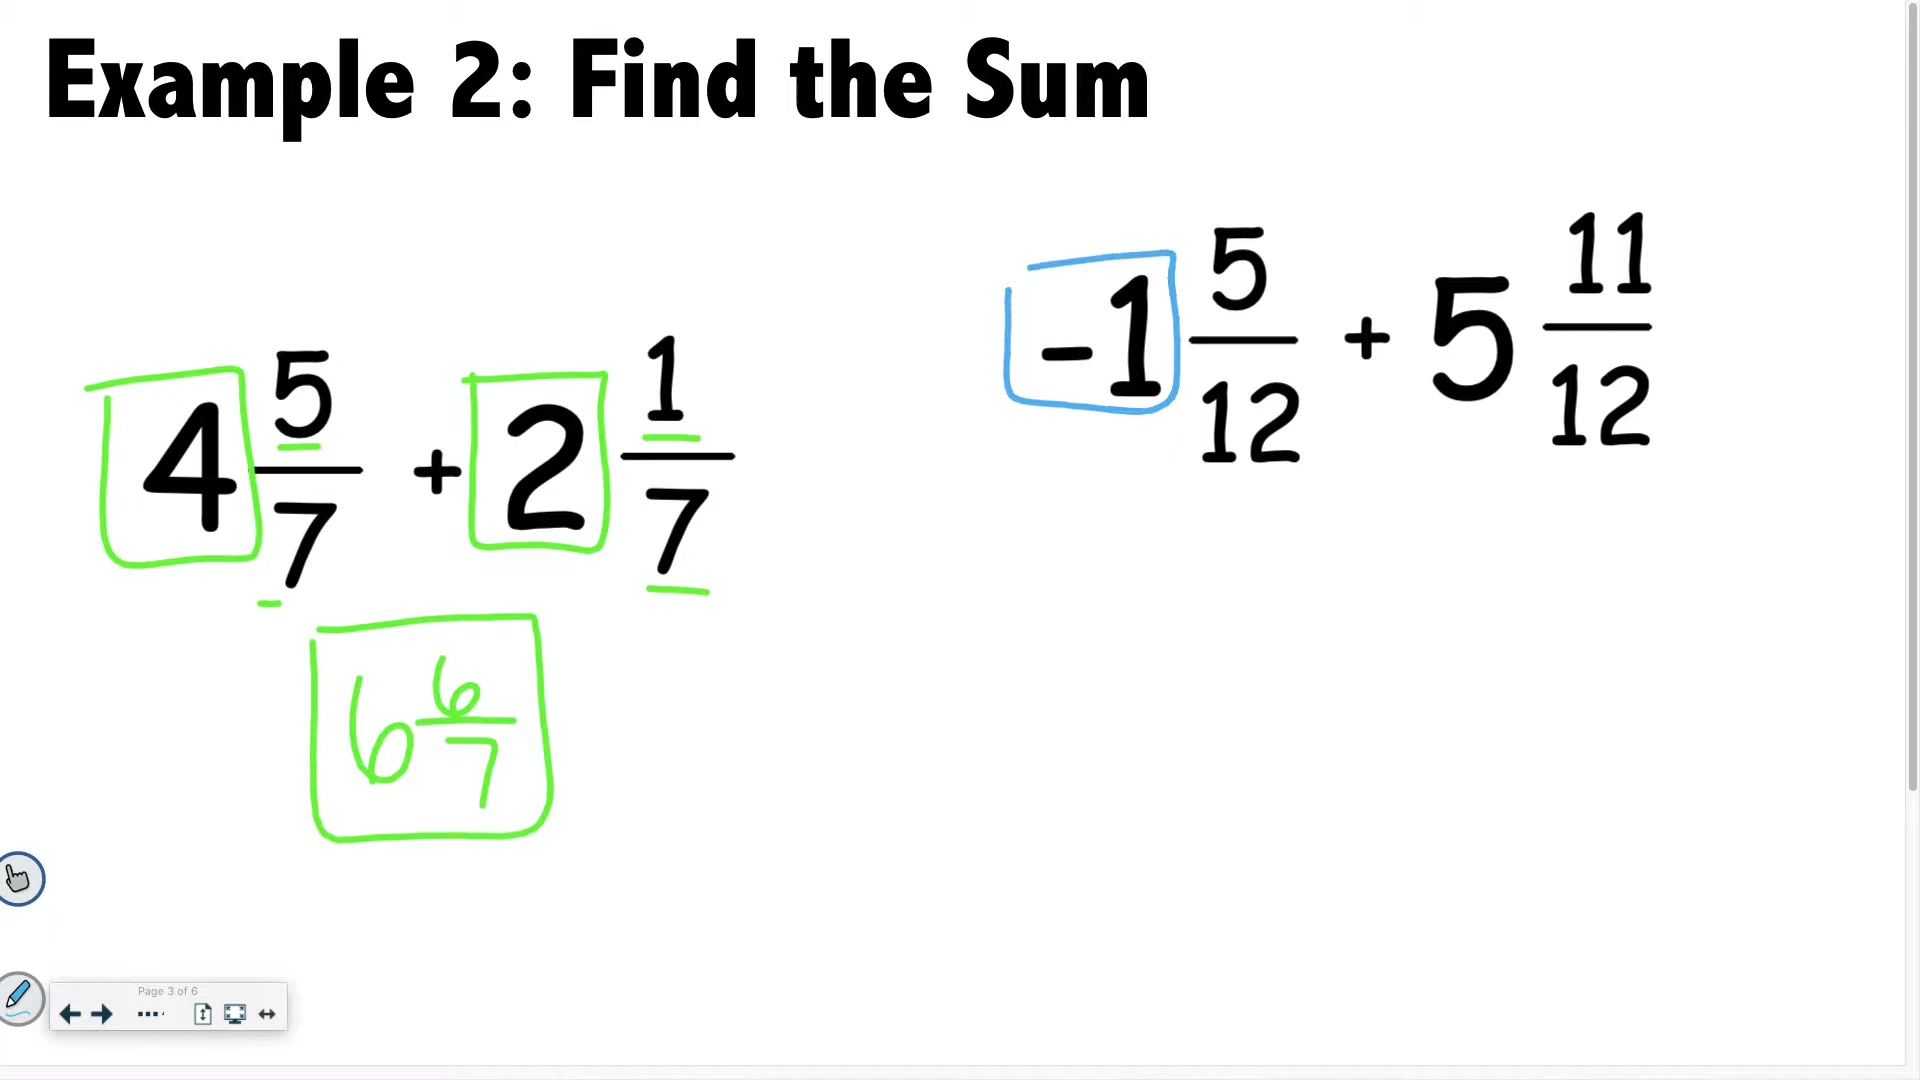 Example 2: Find the Sum
4 5/7 + 2 1/7
6 6/7
-1 5/12 + 5 11/12
Page 3 of 6